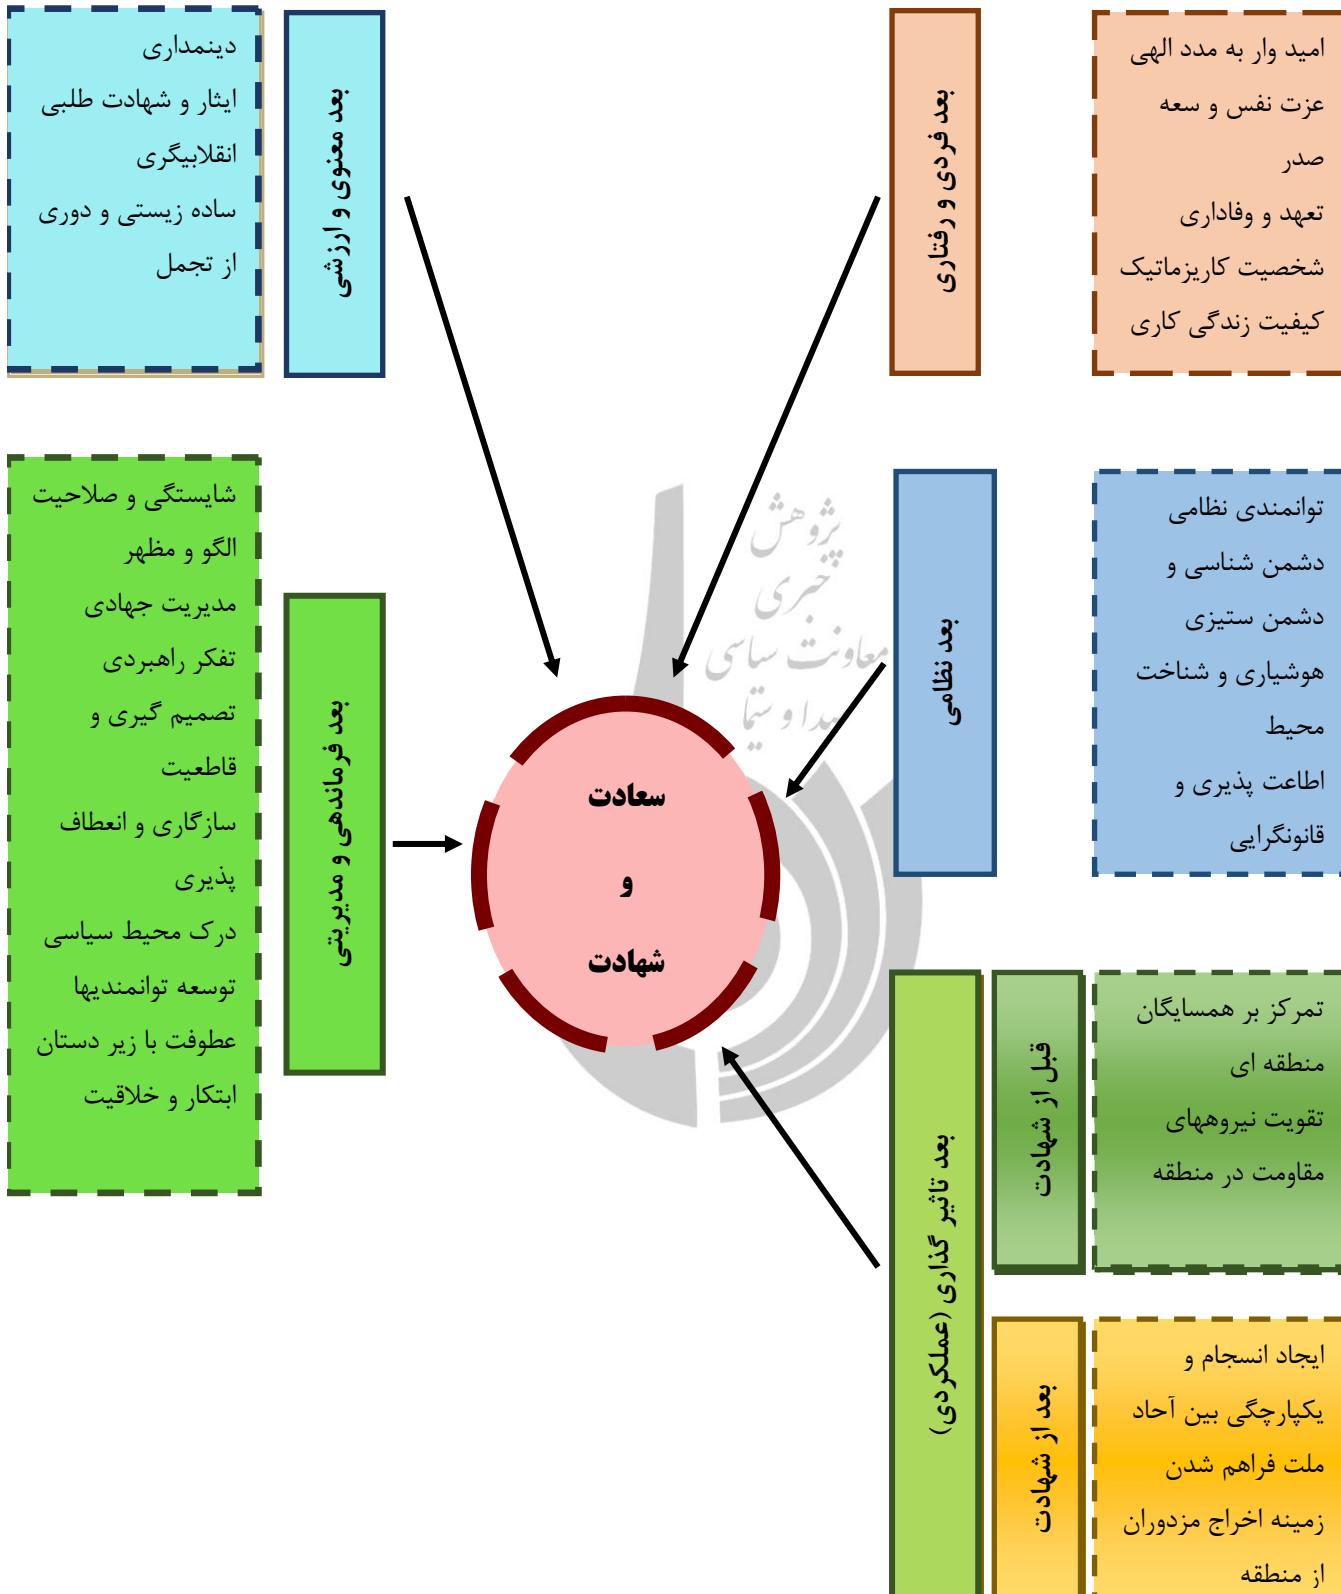 بعد فردی و رفتاری
امید وار به مدد الهی
عزت نفس و سعه
صدر
تعهد و وفاداری
شخصیت کاریزماتیک
کیفیت زندگی کاری
بعد معنوی و ارزشی
دینمداری
ایثار و شهادت طلبی
انقلابیگری
ساده زیستی و دوری
از تجمل
بعد نظامی
توانمندی نظامی
دشمن شناسی و
دشمن ستیزی
هوشیاری و شناخت
محیط
اطاعت پذیری و
قانونگرایی
پژوهش
خبری
معاونت سیاسی
صدا و سیما
سعادت
و
شهادت
بعد فرماندهی و مدیریتی
شایستگی و صلاحیت
الگو و مظهر
مدیریت جهادی
تفکر راهبردی
تصمیم گیری و
قاطعیت
سازگاری و انعطاف
پذیری
درک محیط سیاسی
توسعه توانمندیها
عطوفت با زیر دستان
ابتکار و خلاقیت
بعد تاثیر گذاری (عملکردی)
قبل از شهادت
تمرکز بر همسایگان
منطقه ای
تقویت نیروههای
مقاومت در منطقه
بعد از شهادت
ایجاد انسجام و
یکپارچگی بین آحاد
ملت فراهم شدن
زمینه اخراج مزدوران
از منطقه